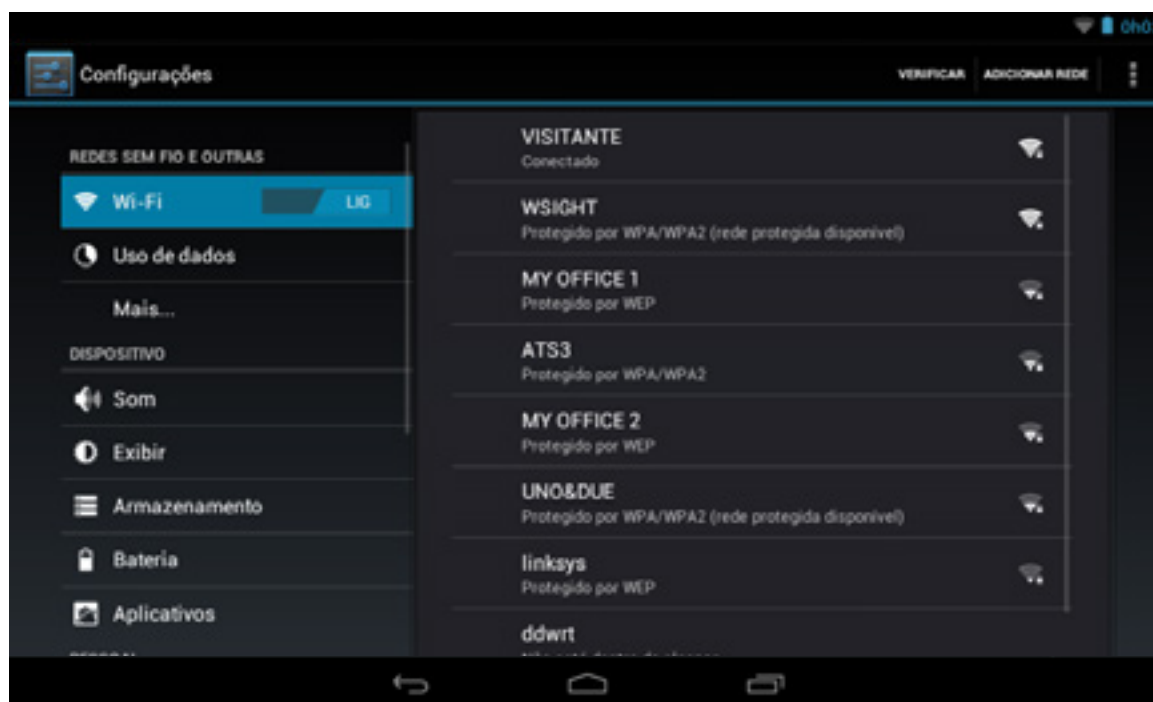 Configurações
VERIFICAR
ADICIONAR REDE
REDES SEM FIO E OUTRAS
Wi-Fi
LIG
Uso de dados
Mais...
DISPOSITIVO
Som
Exibir
Armazenamento
Bateria
Aplicativos
VISITANTE
Conectado
WSIGHT
Protegido por WPA/WPA2 (rede protegida disponível)
MY OFFICE 1
Protegido por WEP
ATS3
Protegido por WPA/WPA2
MY OFFICE 2
Protegido por WEP
UNO&DUE
Protegido por WPA/WPA2 (rede protegida disponível)
linksys
Protegido por WEP
ddwrt